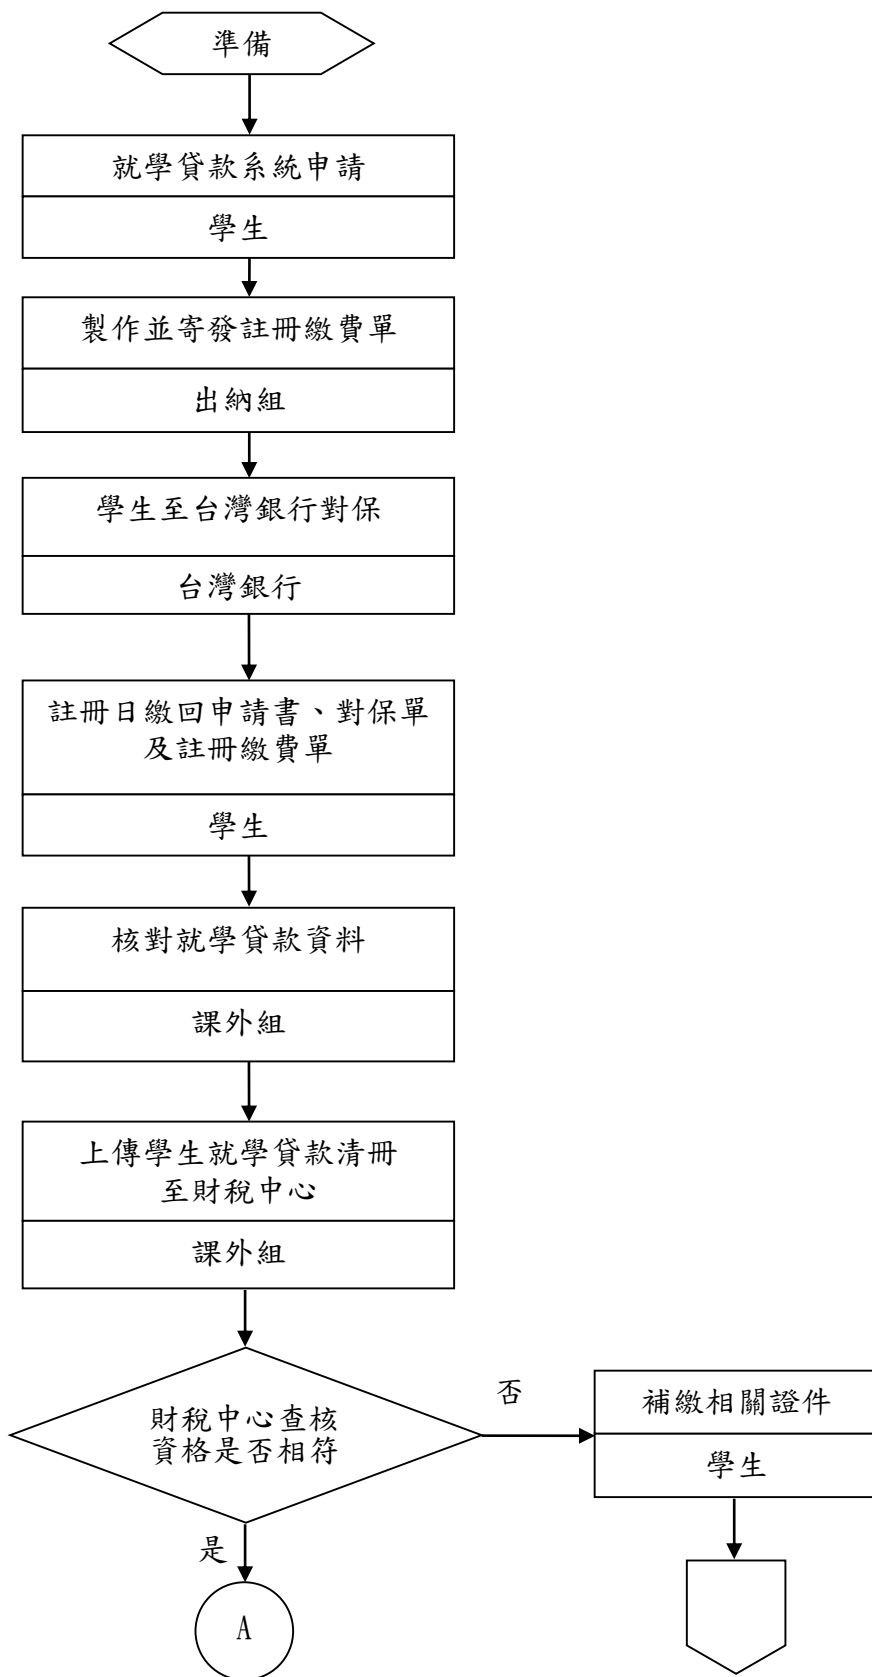 準備
就學貸款系統申請
學生
製作並寄發註冊繳費單
出納組
學生至台灣銀行對保
台灣銀行
註冊日繳回申請書、對保單
及註冊繳費單
學生
核對就學貸款資料
課外組
上傳學生就學貸款清冊
至財稅中心
課外組
財稅中心查核
資格是否相符
否
補繳相關證件
學生
是
A